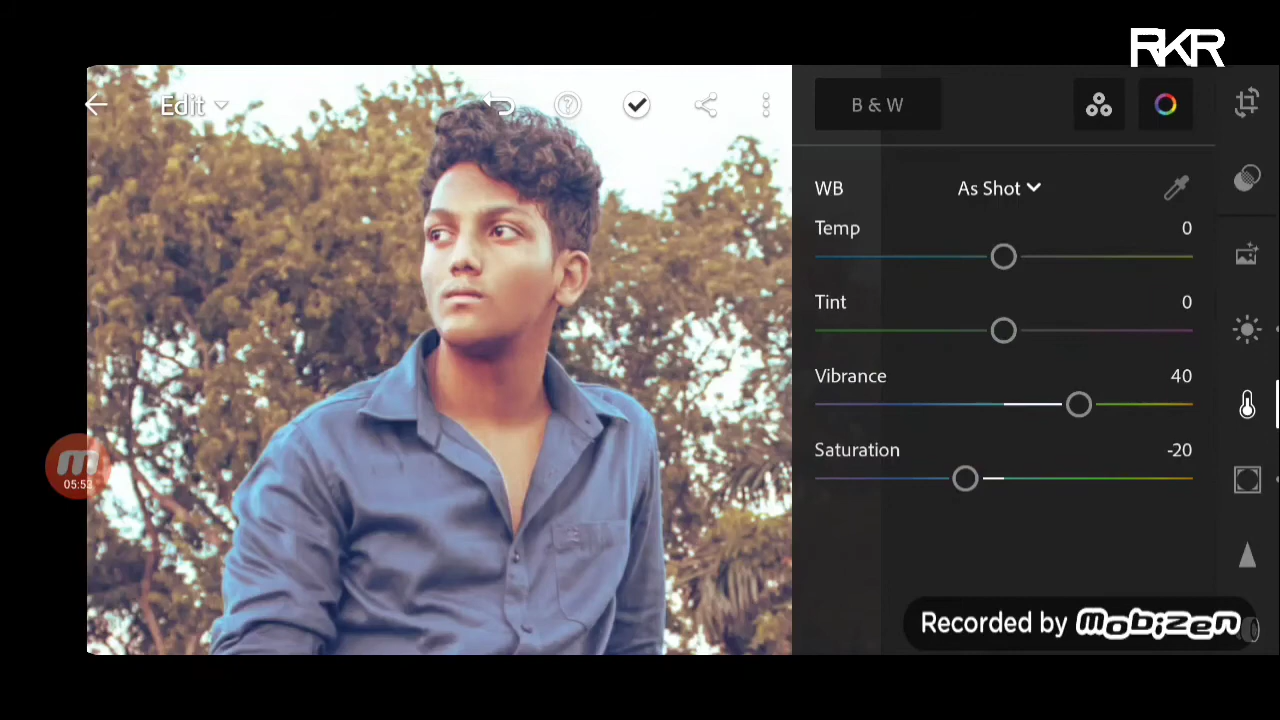 RKR
Edit
B & W
WB
As Shot
Temp
0
Tint
0
Vibrance
40
Saturation
-20
05:53
Recorded by Mobizen